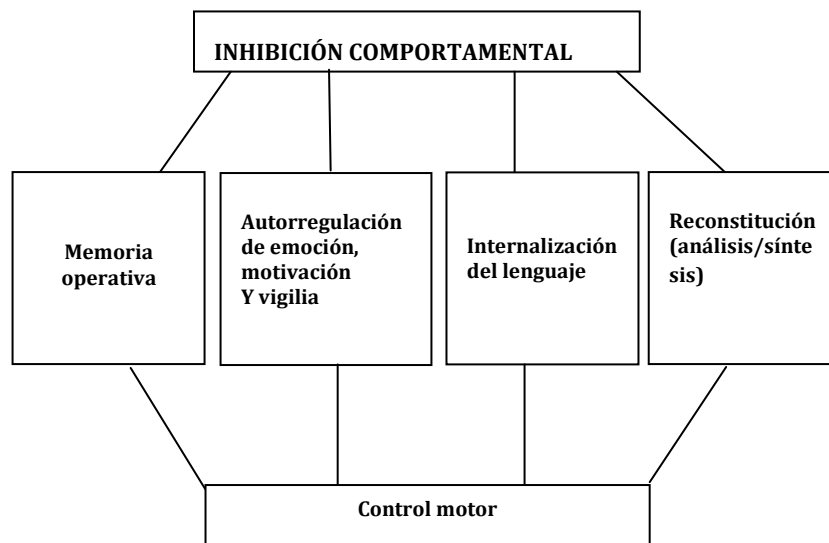 INHIBICIÓN COMPORTAMENTAL
Memoria
operativa
Autorregulación
de emoción,
motivación
Y vigilia
Internalización
del lenguaje
Reconstitución
(análisis/sínte
sis)
Control motor